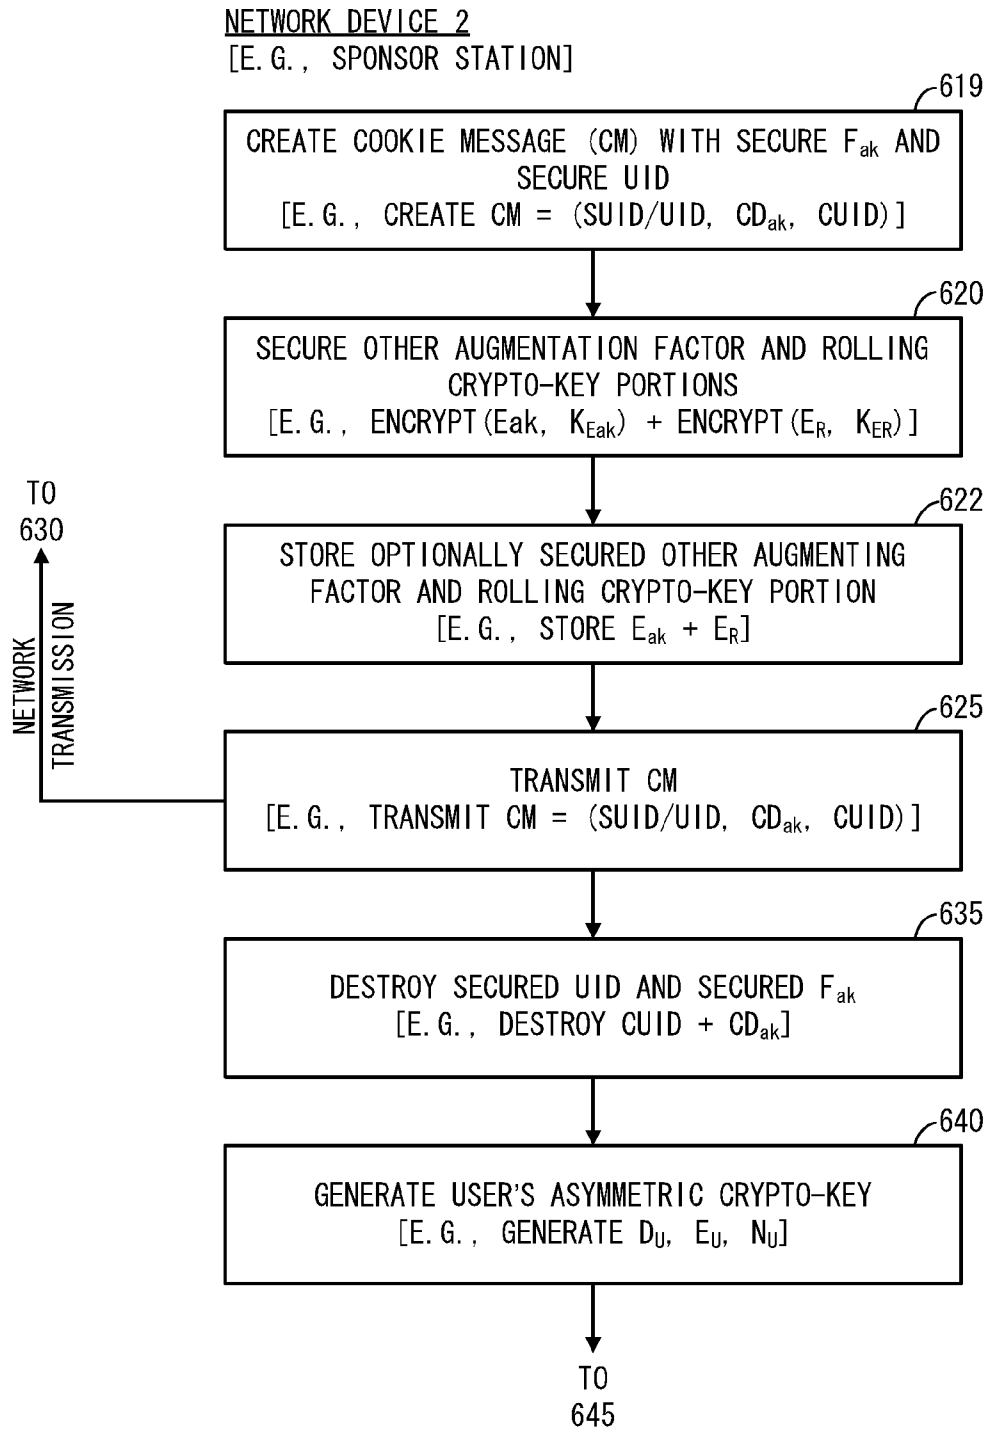 NETWORK DEVICE 2
[E.G., SPONSOR STATION]
619
CREATE COOKIE MESSAGE (CM) WITH SECURE Fak AND
SECURE UID
[E.G., CREATE CM = (SUID/UID, CDak, CUID)]
620
SECURE OTHER AUGMENTATION FACTOR AND ROLLING
CRYPTO-KEY PORTIONS
[E.G., ENCRYPT(Eak, KEak) + ENCRYPT(ER, KER)]
TO
630
622
STORE OPTIONALLY SECURED OTHER AUGMENTING
FACTOR AND ROLLING CRYPTO-KEY PORTION
[E.G., STORE Eak + ER]
NETWORK
TRANSMISSION
625
TRANSMIT CM
[E.G., TRANSMIT CM = (SUID/UID, CDak, CUID)]
635
DESTROY SECURED UID AND SECURED Fak
[E.G., DESTROY CUID + CDak]
640
GENERATE USER'S ASYMMETRIC CRYPTO-KEY
[E.G., GENERATE DU, EU, NU]
TO
645